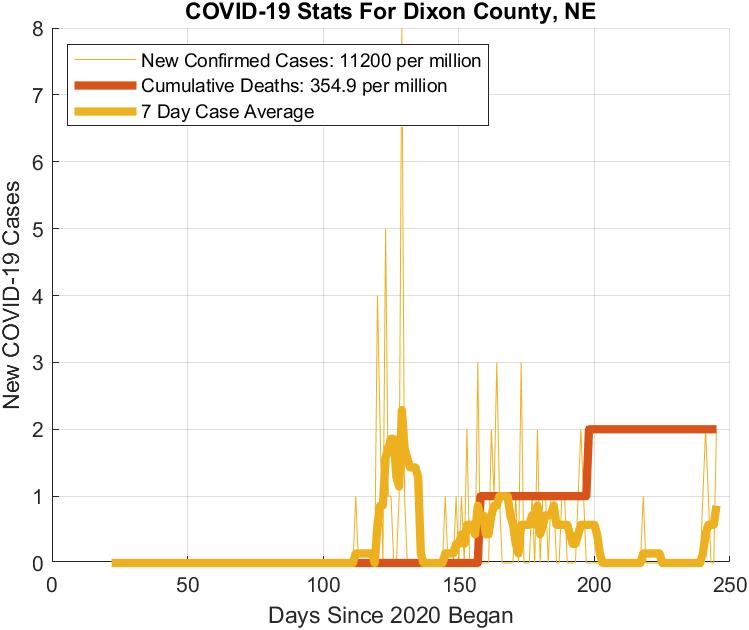 COVID-19 Stats For Dixon County, NE
New Confirmed Cases: 11200 per million
Cumulative Deaths: 354.9 per million
7 Day Case Average
New COVID-19 Cases
8
7
6
5
4
3
2
1
0
0 50 100 150 200 250
Days Since 2020 Began